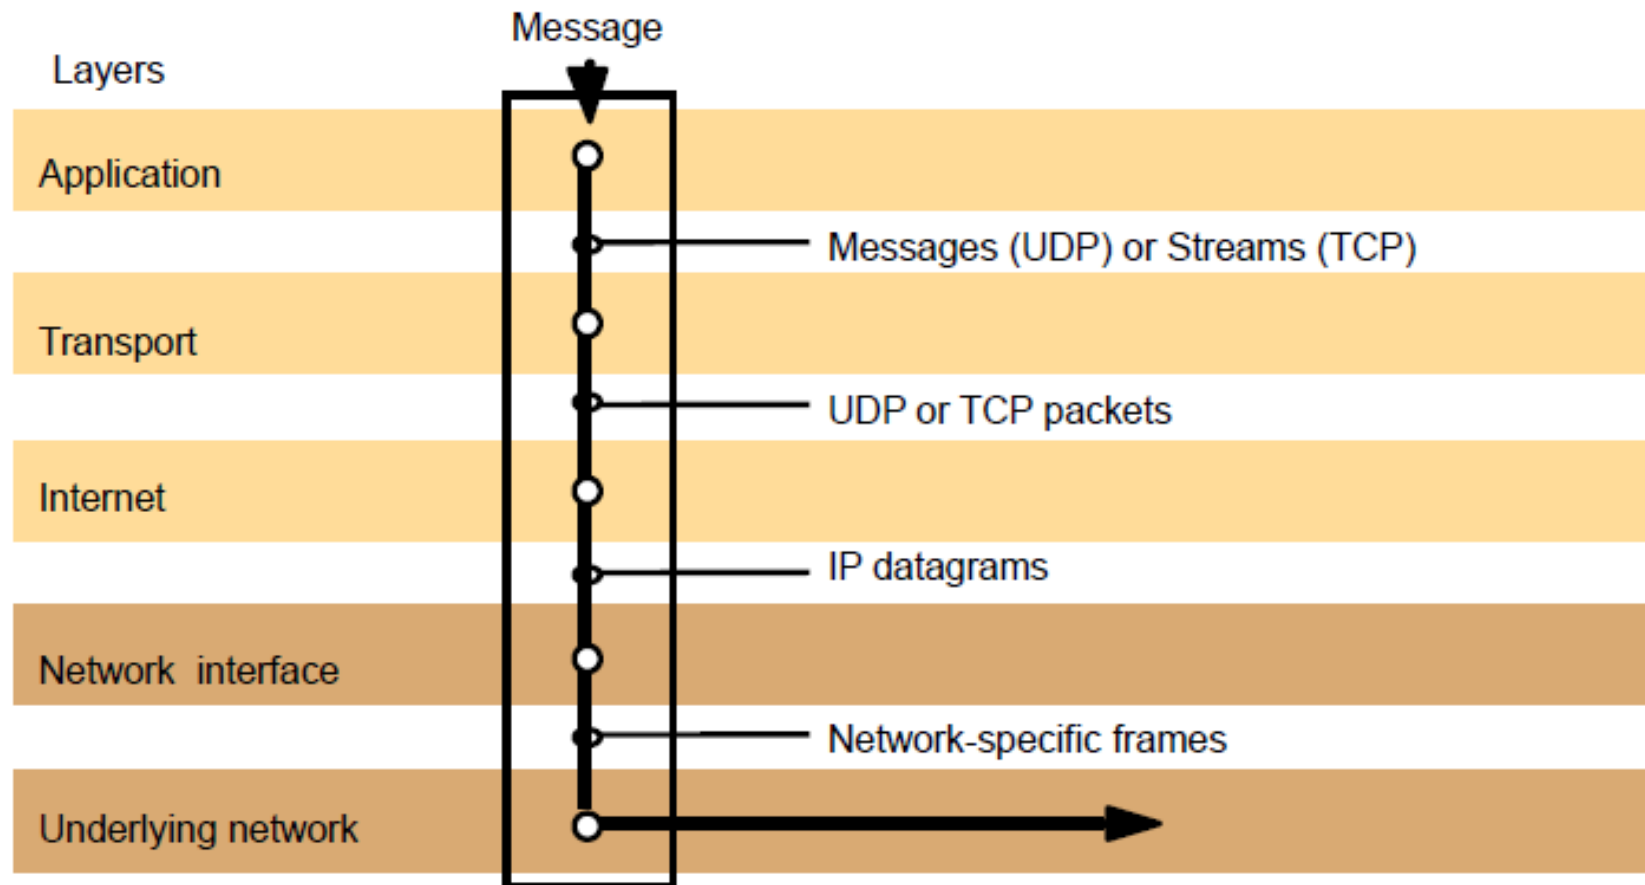 Message
Layers
Application
Messages (UDP) or Streams (TCP)
Transport
UDP or TCP packets
Internet
IP datagrams
Network interface
Network-specific frames
Underlying network